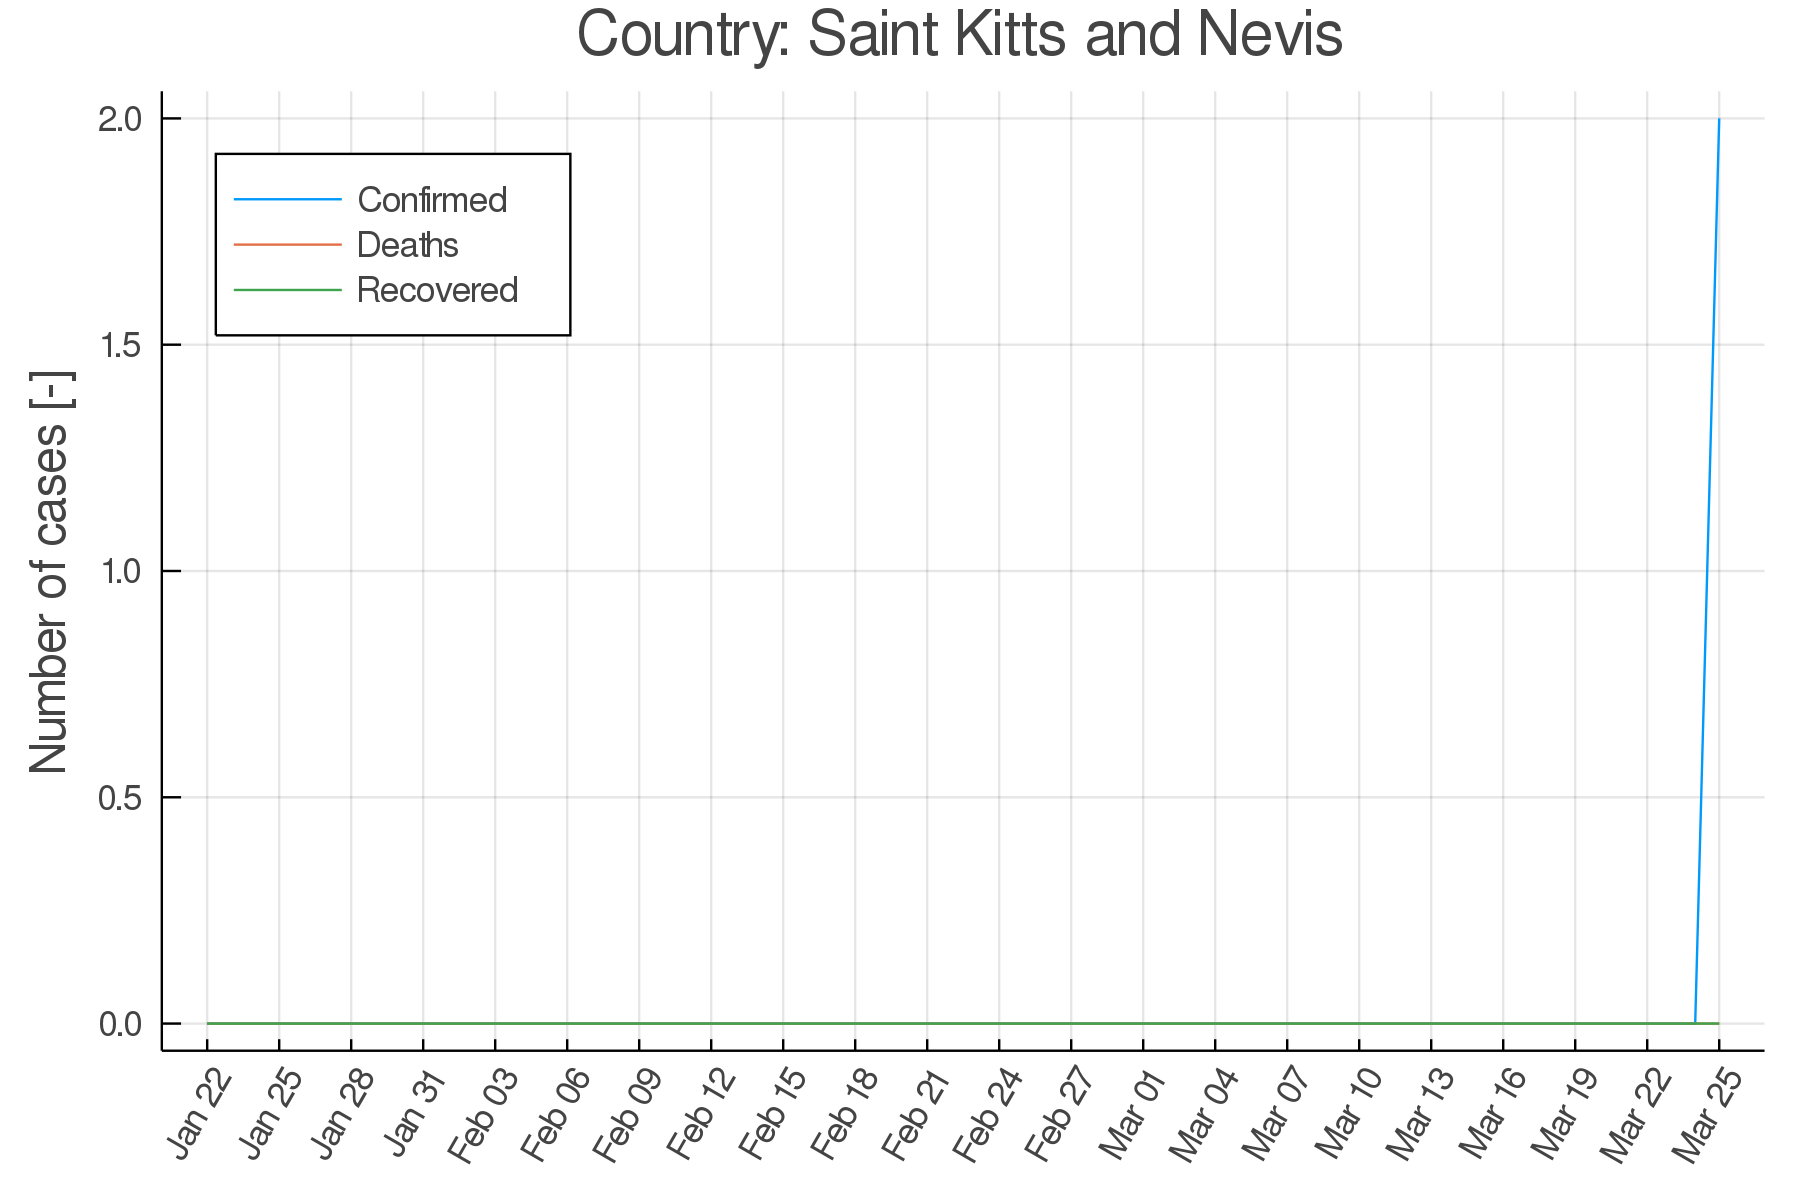 Country: Saint Kitts and Nevis
Number of cases [-]
2.0
1.5
1.0
0.5
0.0
Confirmed
Deaths
Recovered
Jan 22
Jan 25
Jan 28
Jan 31
Feb 03
Feb 06
Feb 09
Feb 12
Feb 15
Feb 18
Feb 21
Feb 24
Feb 27
Mar 01
Mar 04
Mar 07
Mar 10
Mar 13
Mar 16
Mar 19
Mar 22
Mar 25